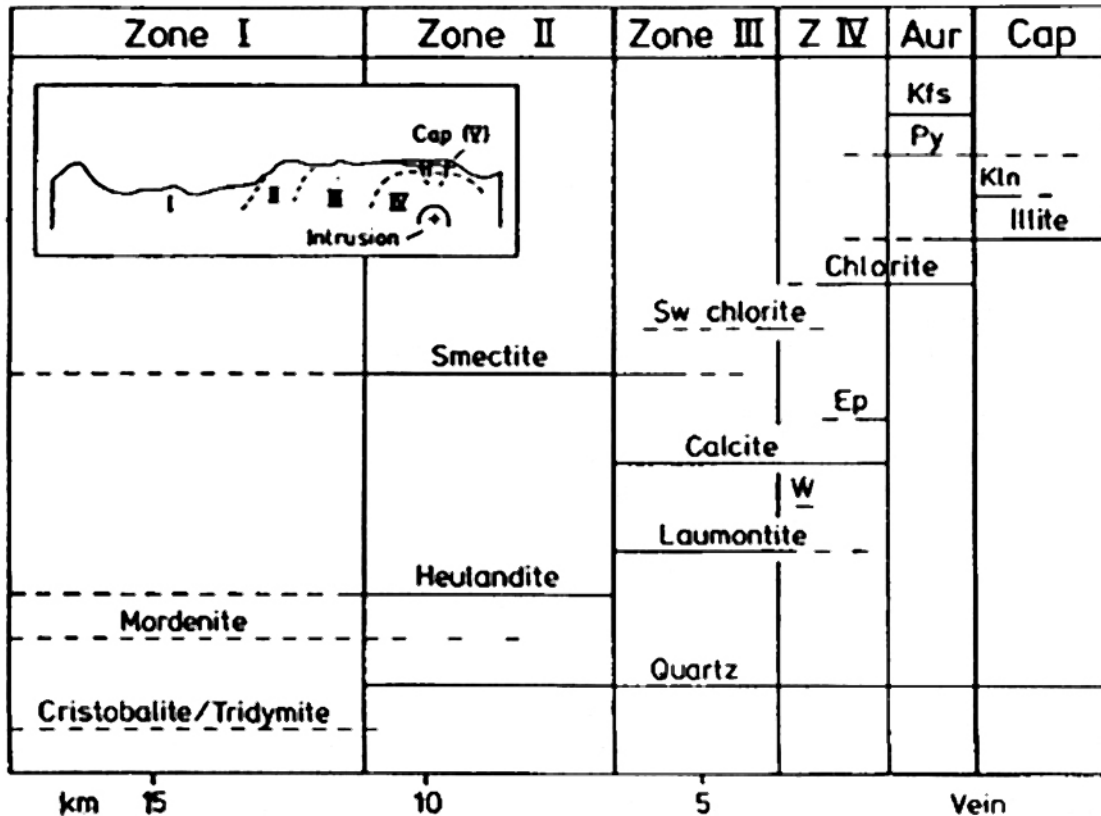 Zone I Zone II Zone III Z IV Aur Cap
Kfs
Cap (V)
Py
Kln
I II III IV
Illite
Intrusion
Chlorite
Sw chlorite
Smectite
Ep
Calcite
W
Laumontite
Heulandite
Mordenite
Quartz
Cristobalite/Tridymite
km 15 10 5 Vein